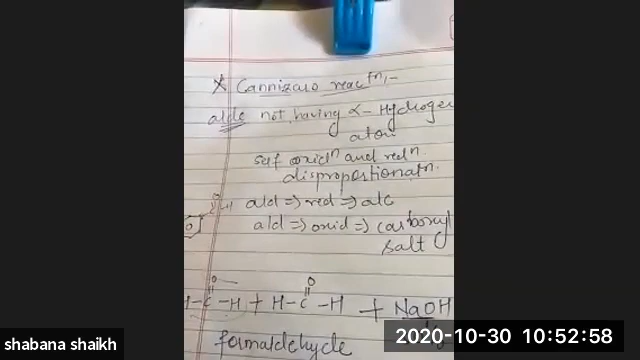 * Cannizaro reacⁿ,-
alde not having α- Hydrogen
atom
self oxidⁿ and redⁿ
disproportionatⁿ.
ald => red => alc
ald => oxid => carboxyl
salt
O
H-C-H + H-C-H + NaOH
formaldehyde
shabana shaikh
2020-10-30 10:52:58